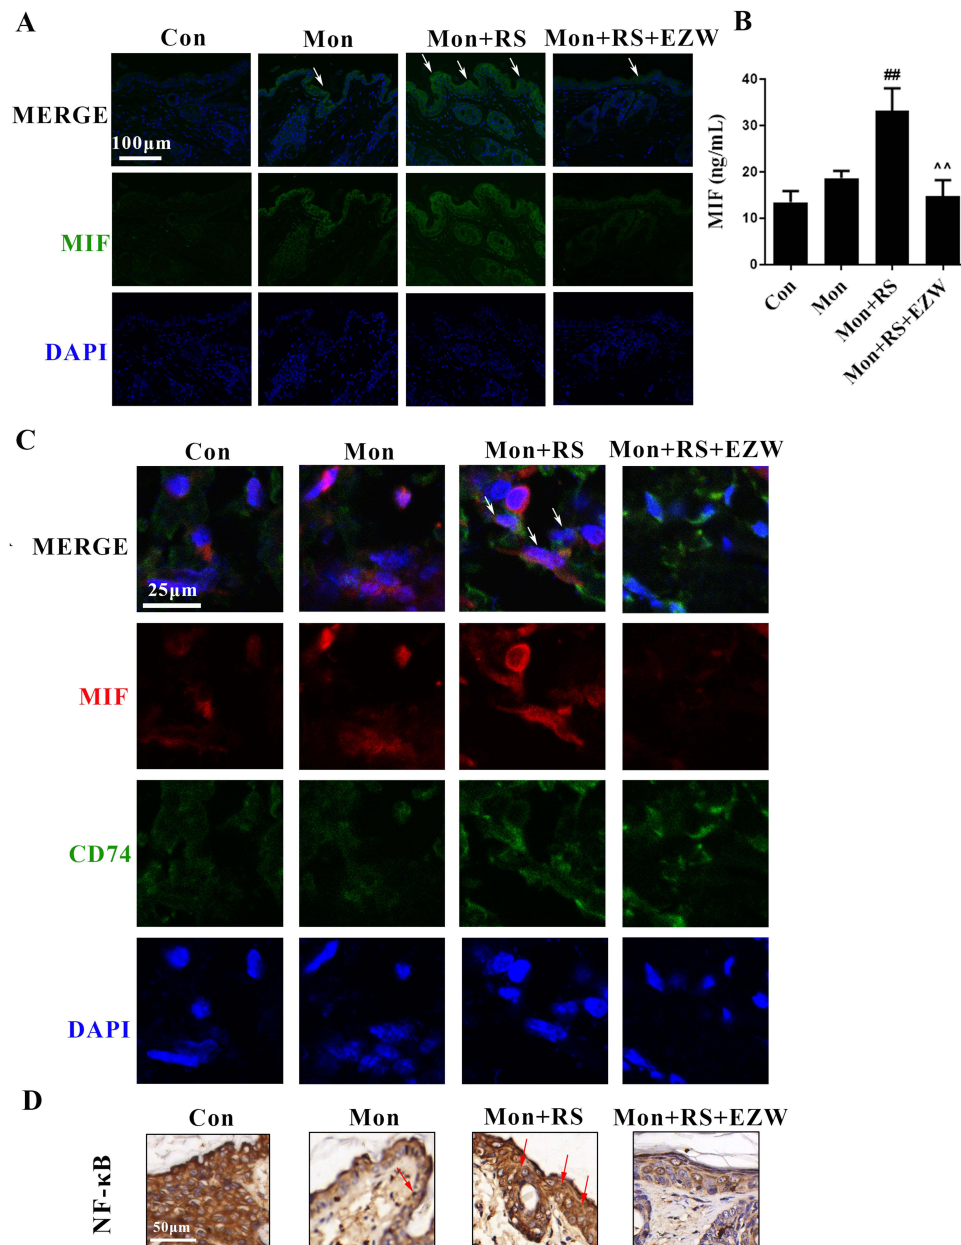 A
Con Mon Mon+RS Mon+RS+EZW
MERGE
100μm
MIF
DAPI
B
MIF (ng/mL)
40
30
20
10
0
##
^^
Con Mon Mon+RS Mon+RS+EZW
C
Con Mon Mon+RS Mon+RS+EZW
MERGE
25μm
MIF
CD74
DAPI
D
Con Mon Mon+RS Mon+RS+EZW
NF-κB
50μm